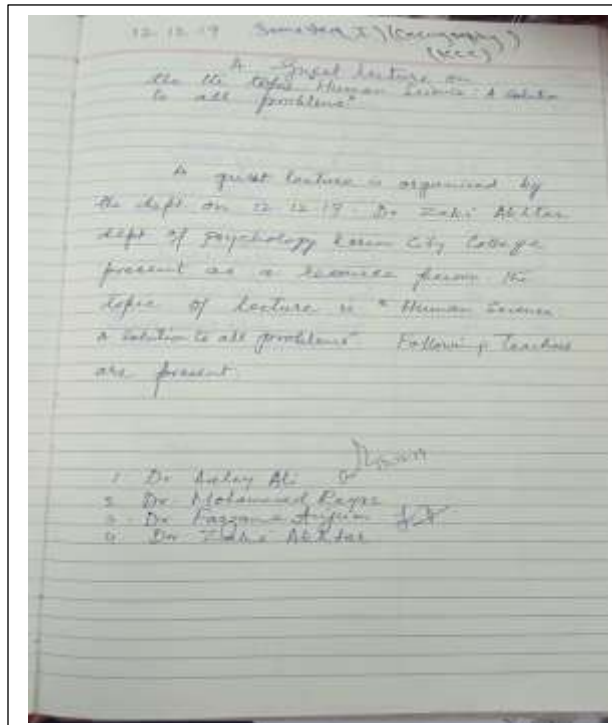 12.12.19 Semester I (Geography)
(KCC)
A Guest lecture on
the the topic Human Science: A solution
to all problems"
A guest lecture is organised by
the dept on 12.12.19. Dr Zaki Akhtar
dept of psychology Karim City College
present as a resource person the
topic of lecture is "Human Science
a solution to all problems" Following Teachers
are present
1 Dr Ali
2 Dr Mohammad
3 Dr Farzana Anjum
4 Dr Zaki Akhtar